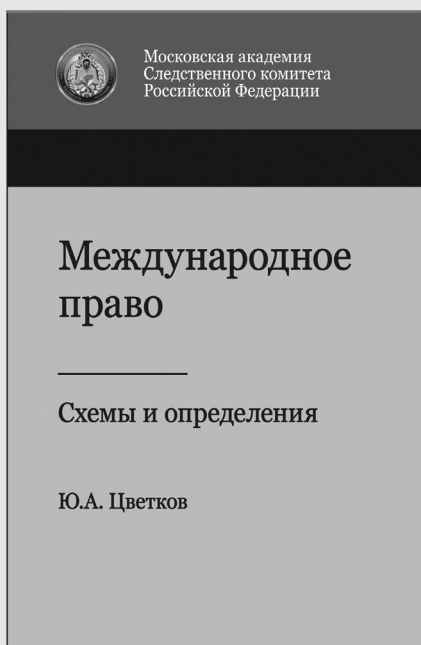 Московская академия
Следственного комитета
Российской Федерации
Международное
право
Схемы и определения
Ю.А. Цветков